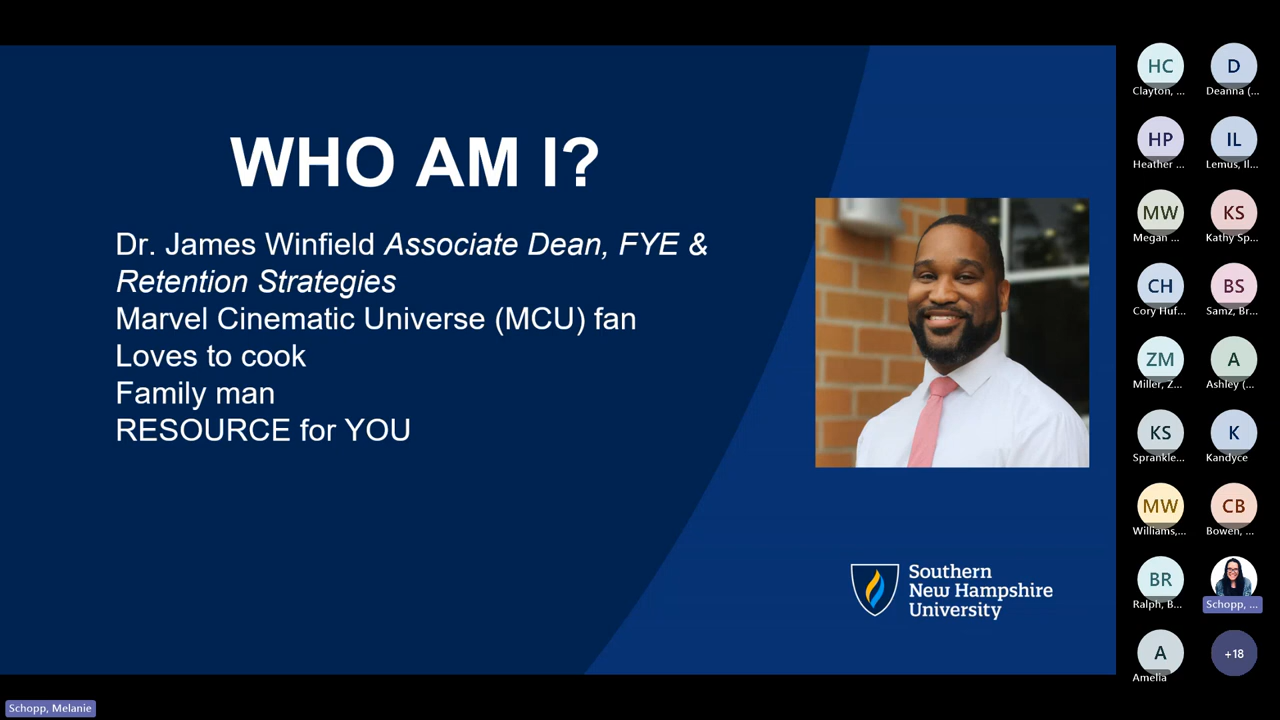 WHO AM I?
Dr. James Winfield Associate Dean, FYE &
Retention Strategies
Marvel Cinematic Universe (MCU) fan
Loves to cook
Family man
RESOURCE for YOU
Southern
New Hampshire
University
HC
Clayton, ...
D
Deanna (...
HP
Heather ...
IL
Lemus, Il...
MW
Megan ...
KS
Kathy Sp...
CH
Cory Huf...
BS
Samz, Br...
ZM
Miller, Z...
A
Ashley (...
KS
Sprankle...
K
Kandyce
MW
Williams,...
CB
Bowen, ...
BR
Ralph, B...
Schopp, ...
A
Amelia
+18
Schopp, Melanie